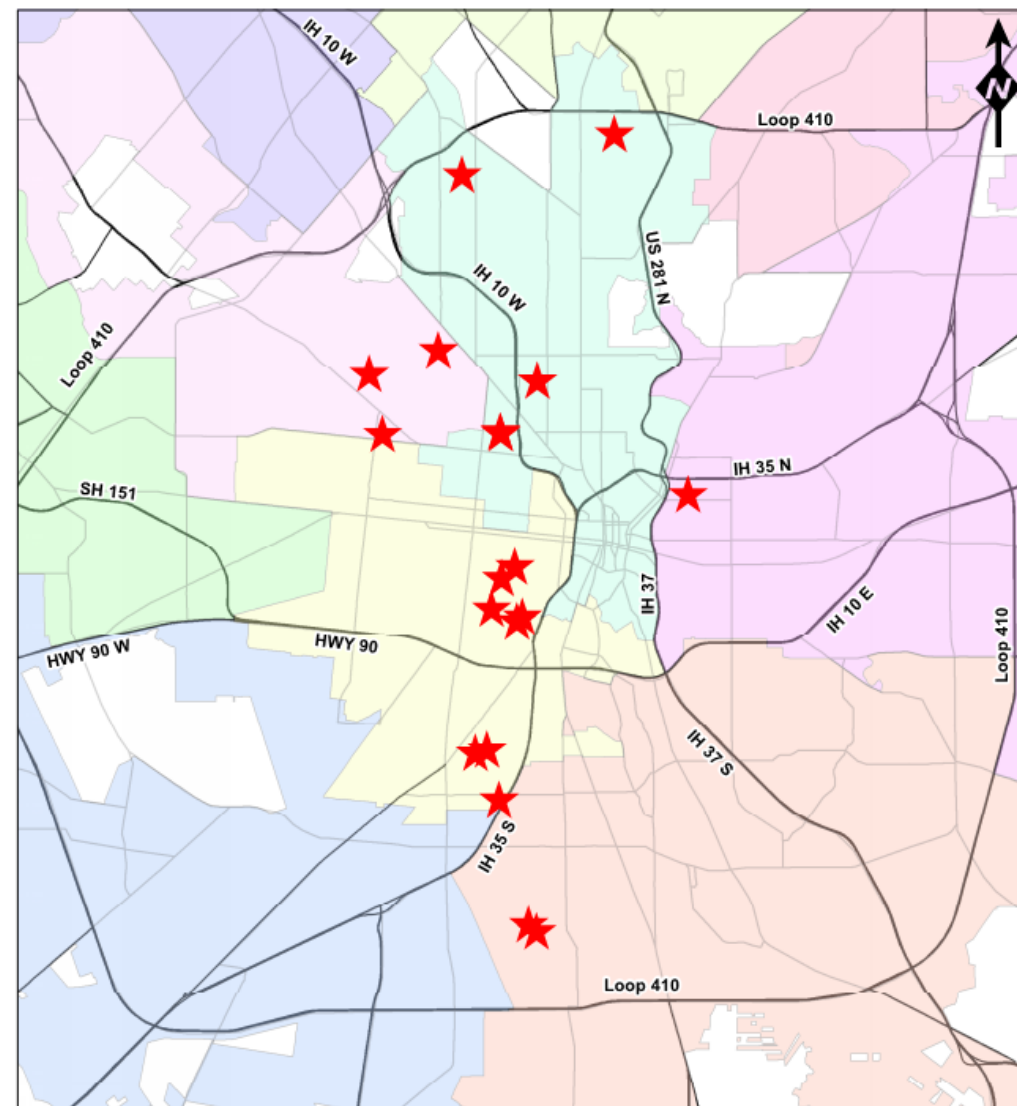 IH 10 W
N
Loop 410
US 281 N
IH 10 W
Loop 410
IH 35 N
SH 151
IH 37
IH 10 E
HWY 90 W
HWY 90
Loop 410
IH 37 S
IH 35 S
Loop 410